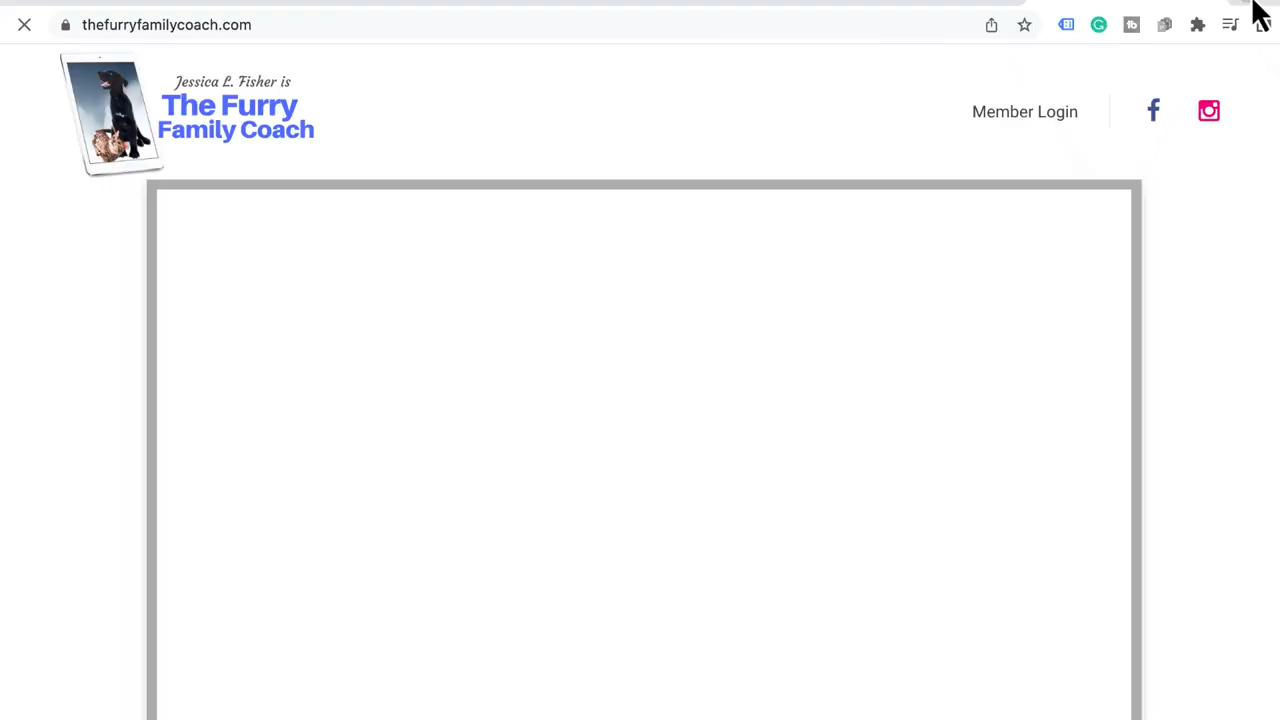 thefurryfamilycoach.com
Jessica L. Fisher is
The Furry
Family Coach
Member Login